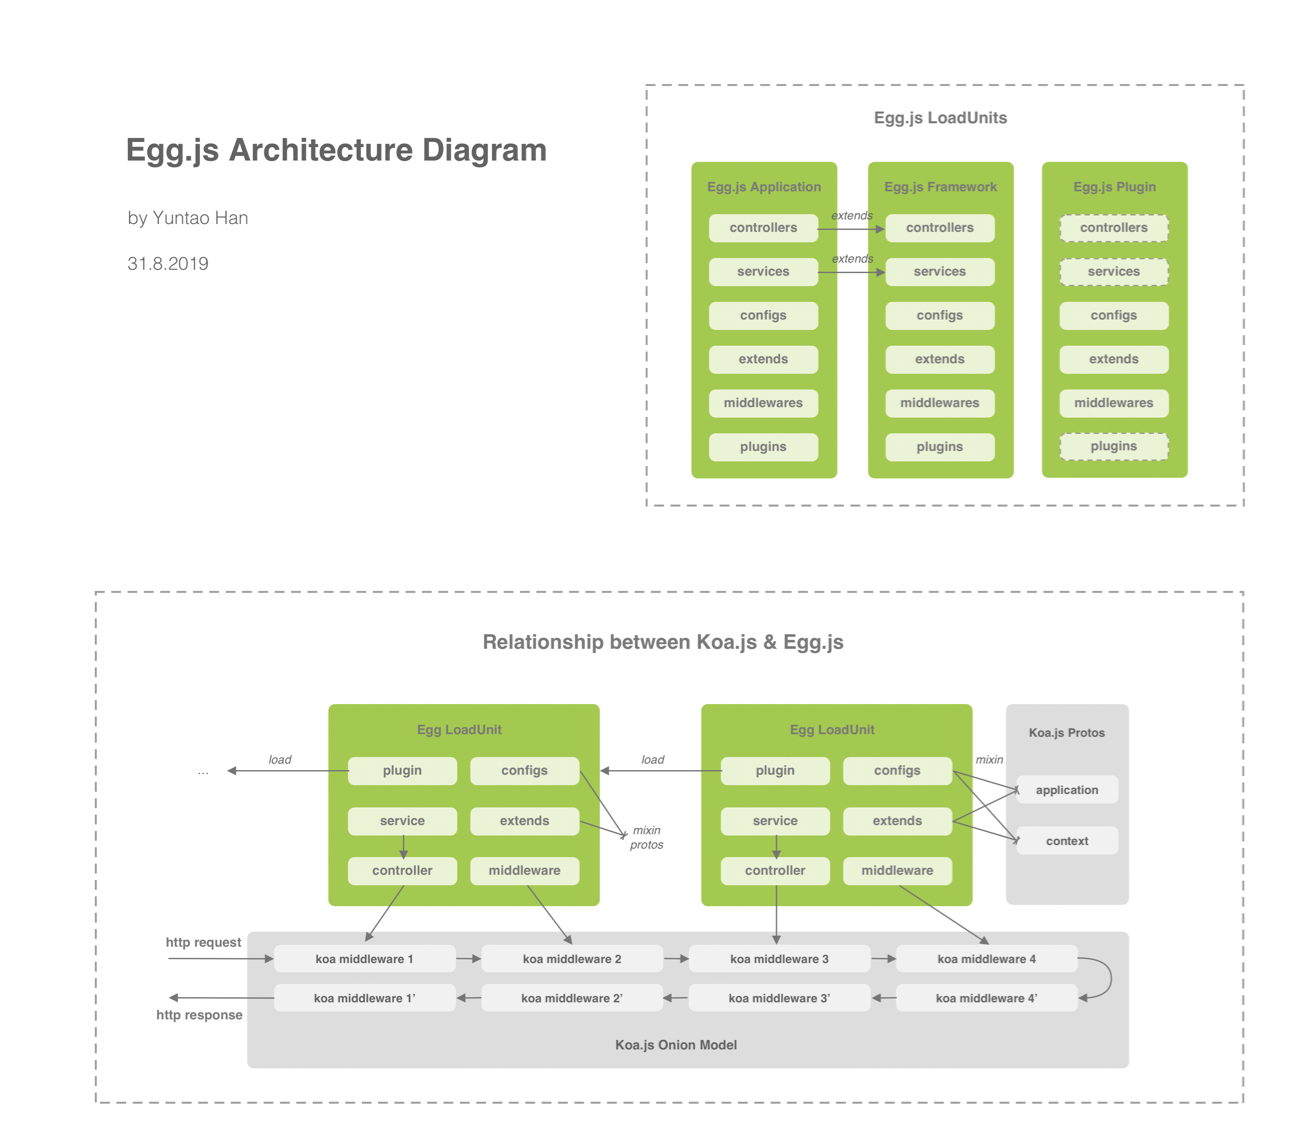 Egg.js Architecture Diagram
by Yuntao Han
31.8.2019
Egg.js LoadUnits
Egg.js Application
controllers
services
configs
extends
middlewares
plugins
extends
extends
Egg.js Framework
controllers
services
configs
extends
middlewares
plugins
Egg.js Plugin
controllers
services
configs
extends
middlewares
plugins
Relationship between Koa.js & Egg.js
...
load
Egg LoadUnit
plugin
configs
service
extends
controller
middleware
load
mixin
protos
Egg LoadUnit
plugin
configs
service
extends
controller
middleware
mixin
Koa.js Protos
application
context
http request
koa middleware 1
koa middleware 2
koa middleware 3
koa middleware 4
koa middleware 1’
koa middleware 2’
koa middleware 3’
koa middleware 4’
http response
Koa.js Onion Model